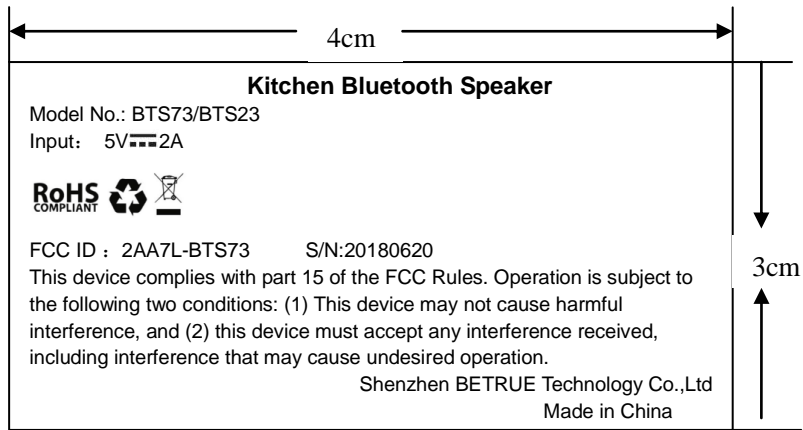 4cm
Kitchen Bluetooth Speaker
Model No.: BTS73/BTS23
Input： 5V⎓2A
RoHS
COMPLIANT
FCC ID： 2AA7L-BTS73 S/N:20180620
This device complies with part 15 of the FCC Rules. Operation is subject to
the following two conditions: (1) This device may not cause harmful
interference, and (2) this device must accept any interference received,
including interference that may cause undesired operation.
3cm
Shenzhen BETRUE Technology Co.,Ltd
Made in China